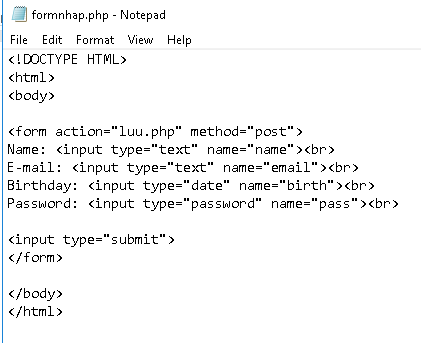 formnhap.php - Notepad
File Edit Format View Help
<!DOCTYPE HTML>
<html>
<body>
<form action="luu.php" method="post">
Name: <input type="text" name="name"><br>
E-mail: <input type="text" name="email"><br>
Birthday: <input type="date" name="birth"><br>
Password: <input type="password" name="pass"><br>
<input type="submit">
</form>
</body>
</html>